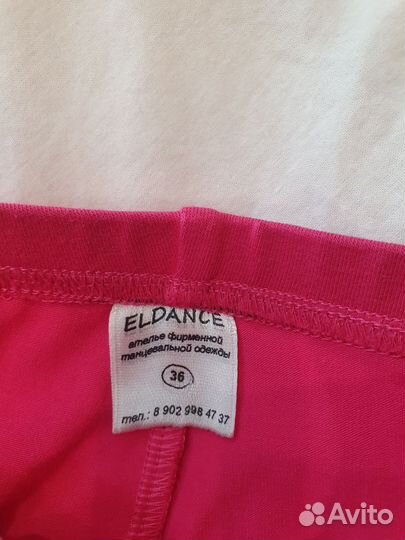 ELDANCE
ателье фирменной
танцевальной одежды
36
тел.: 8 902 998 47 37
Avito